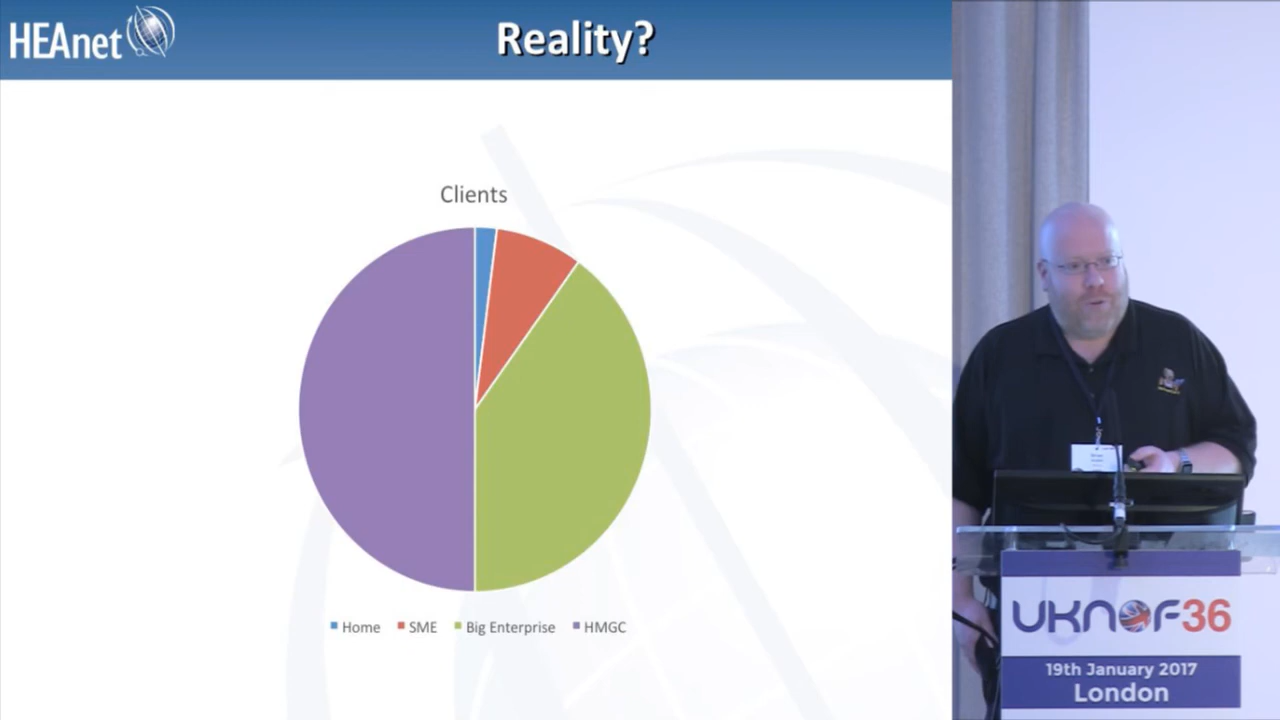 HEAnet
Reality?
Clients
Home SME Big Enterprise HMGC
UKNOF36
19th January 2017
London